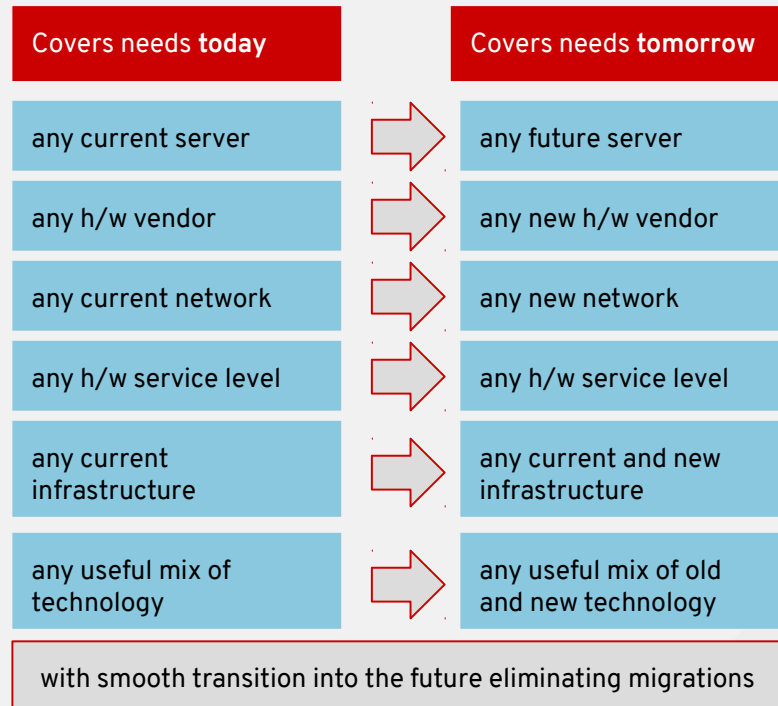 Covers needs today
Covers needs tomorrow
any current server
any future server
any h/w vendor
any new h/w vendor
any current network
any new network
any h/w service level
any h/w service level
any current
infrastructure
any current and new
infrastructure
any useful mix of
technology
any useful mix of old
and new technology
with smooth transition into the future eliminating migrations